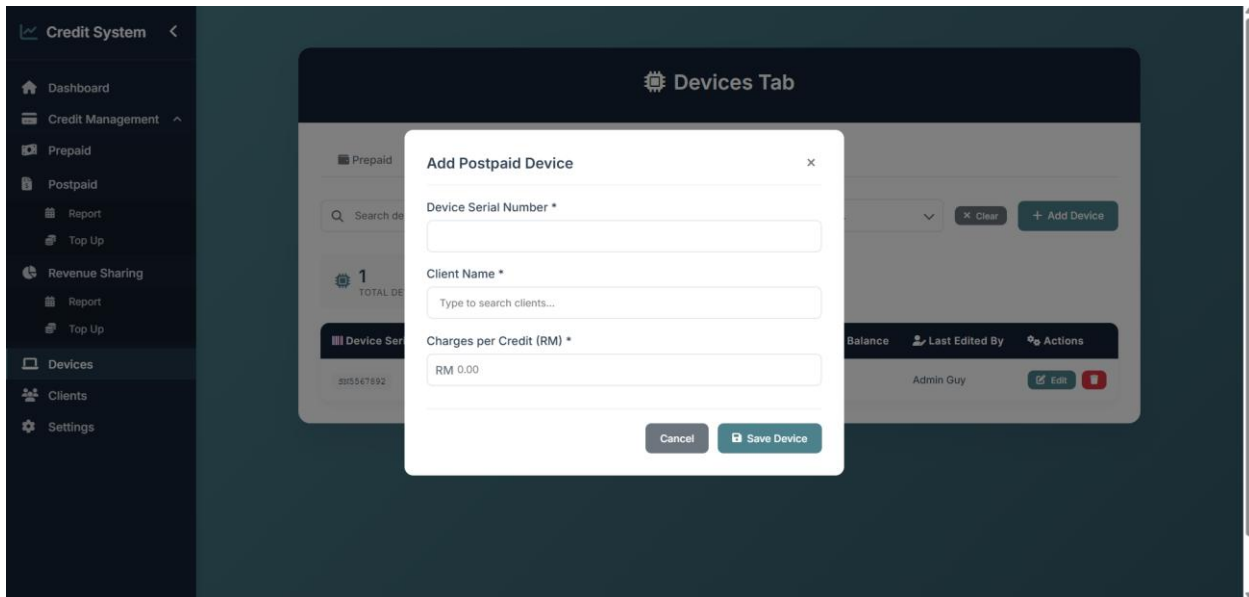 Credit System
Dashboard
Credit Management
Prepaid
Postpaid
Report
Top Up
Revenue Sharing
Report
Top Up
Devices
Clients
Settings
Devices Tab
Prepaid
Search de
Clear
+ Add Device
1
TOTAL DE
Device Seri
Balance
Last Edited By
Actions
Admin Guy
Edit
Add Postpaid Device
×
Device Serial Number *
Client Name *
Type to search clients...
Charges per Credit (RM) *
RM 0.00
Cancel
Save Device